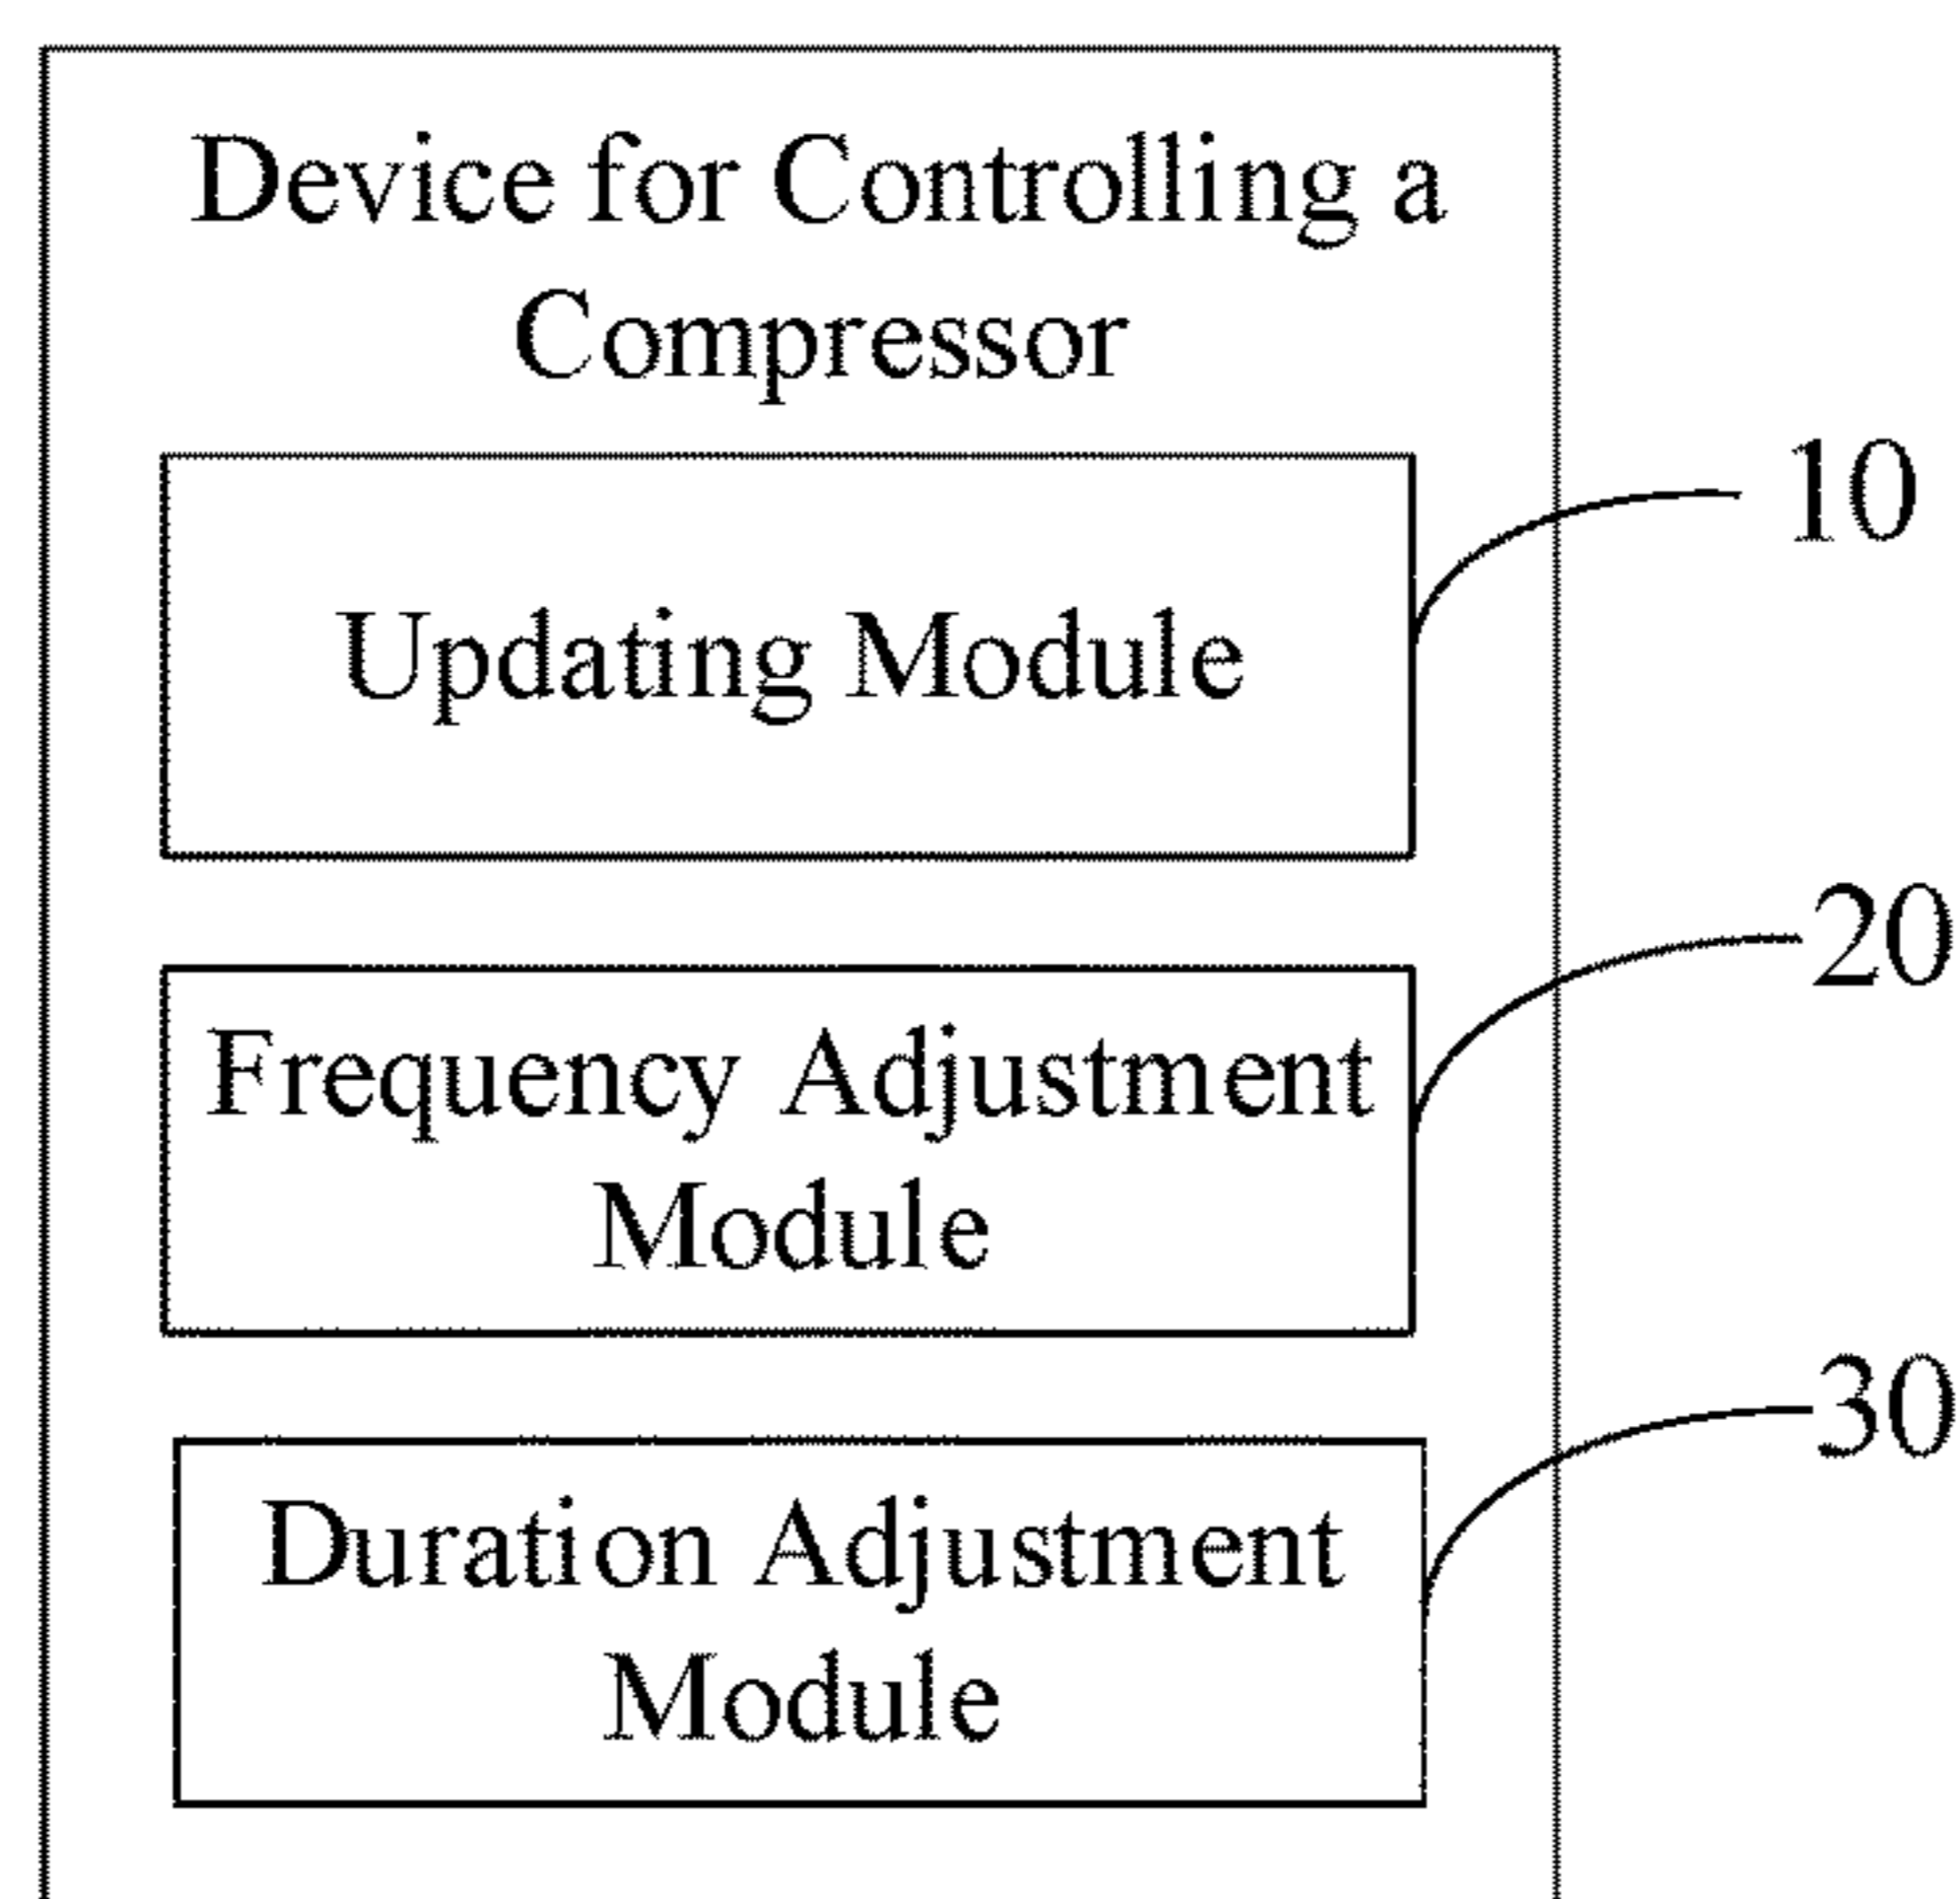 Device for Controlling a
Compressor
10
Updating Module
20
Frequency Adjustment
Module
30
Duration Adjustment
Module